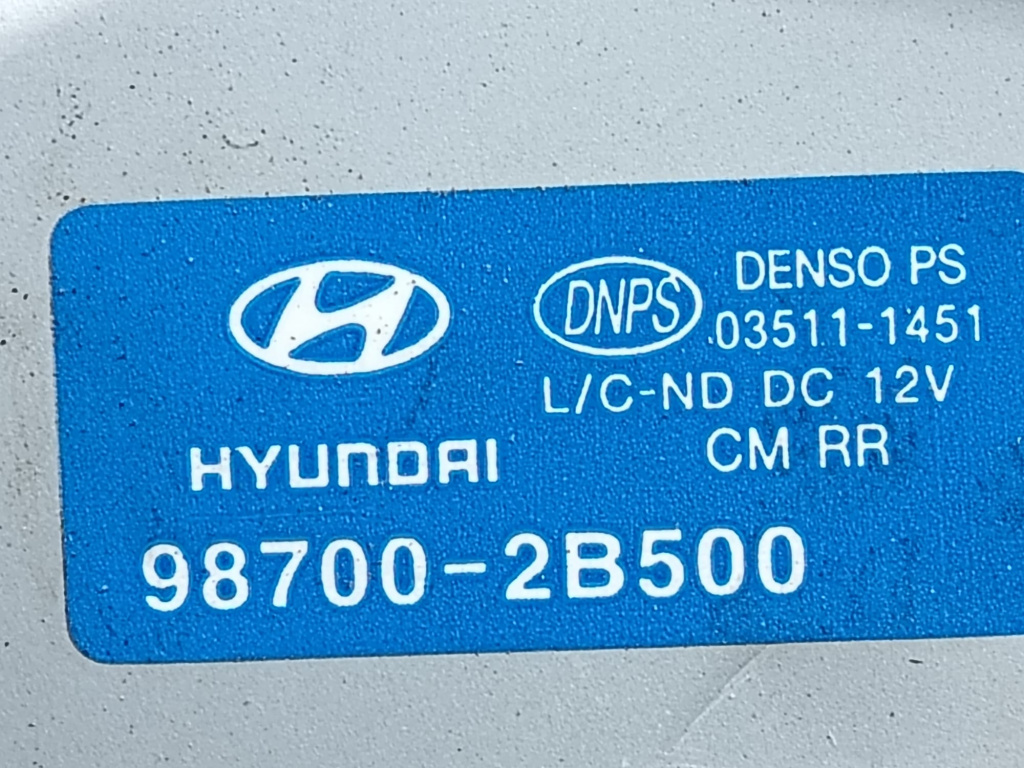 DENSO PS
DNPS
03511-1451
L/C-ND DC 12V
CM RR
HYUNDAI
98700-2B500